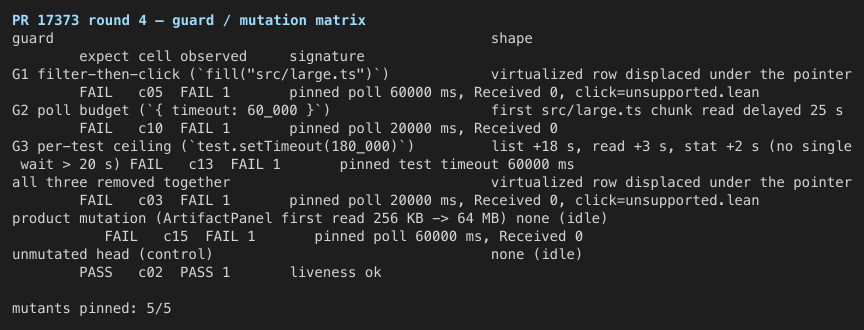 PR 17373 round 4 — guard / mutation matrix
guard shape
expect cell observed signature
G1 filter-then-click (`fill("src/large.ts")`) virtualized row displaced under the pointer
FAIL c05 FAIL 1 pinned poll 60000 ms, Received 0, click=unsupported.lean
G2 poll budget (`{ timeout: 60_000 }`) first src/large.ts chunk read delayed 25 s
FAIL c10 FAIL 1 pinned poll 20000 ms, Received 0
G3 per-test ceiling (`test.setTimeout(180_000)`) list +18 s, read +3 s, stat +2 s (no single
wait > 20 s) FAIL c13 FAIL 1 pinned test timeout 60000 ms
all three removed together virtualized row displaced under the pointer
FAIL c03 FAIL 1 pinned poll 20000 ms, Received 0, click=unsupported.lean
product mutation (ArtifactPanel first read 256 KB -> 64 MB) none (idle)
FAIL c15 FAIL 1 pinned poll 60000 ms, Received 0
unmutated head (control) none (idle)
PASS c02 PASS 1 liveness ok
mutants pinned: 5/5